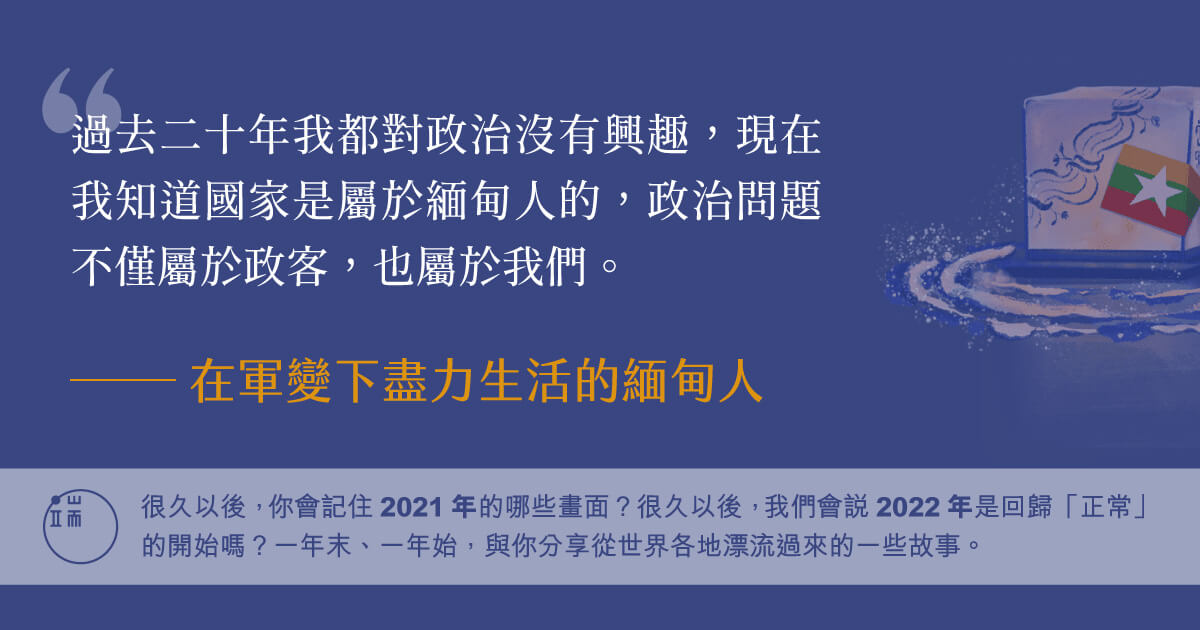 過去二十年我都對政治沒有興趣，現在
我知道國家是屬於緬甸人的，政治問題
不僅屬於政客，也屬於我們。
—— 在軍變下盡力生活的緬甸人
端
很久以後，你會記住 2021 年的哪些畫面？很久以後，我們會説 2022 年是回歸「正常」
的開始嗎？一年末、一年始，與你分享從世界各地漂流過來的一些故事。